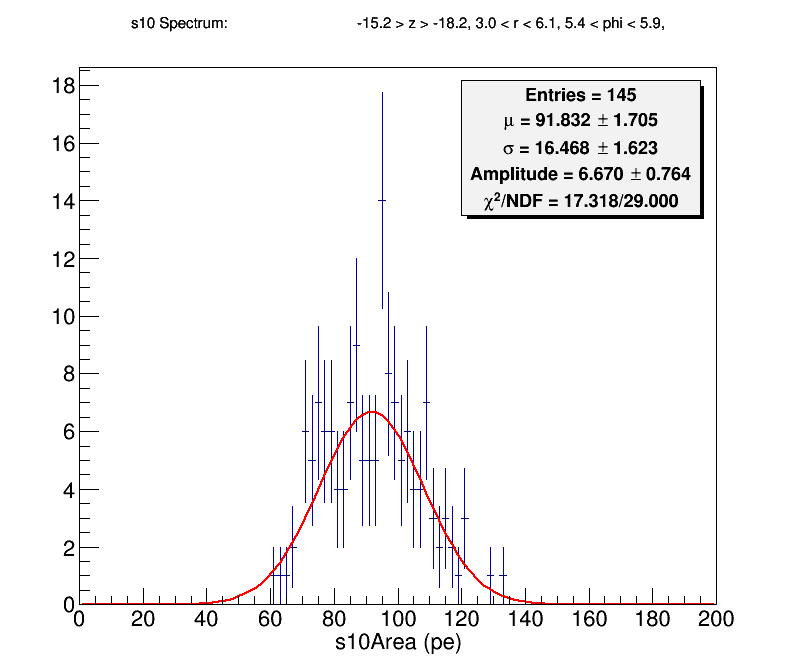 s10 Spectrum: -15.2 > z > -18.2, 3.0 < r < 6.1, 5.4 < phi < 5.9,
Entries = 145
μ = 91.832 ± 1.705
σ = 16.468 ± 1.623
Amplitude = 6.670 ± 0.764
χ²/NDF = 17.318/29.000
18
16
14
12
10
8
6
4
2
0
0 20 40 60 80 100 120 140 160 180 200
s10Area (pe)